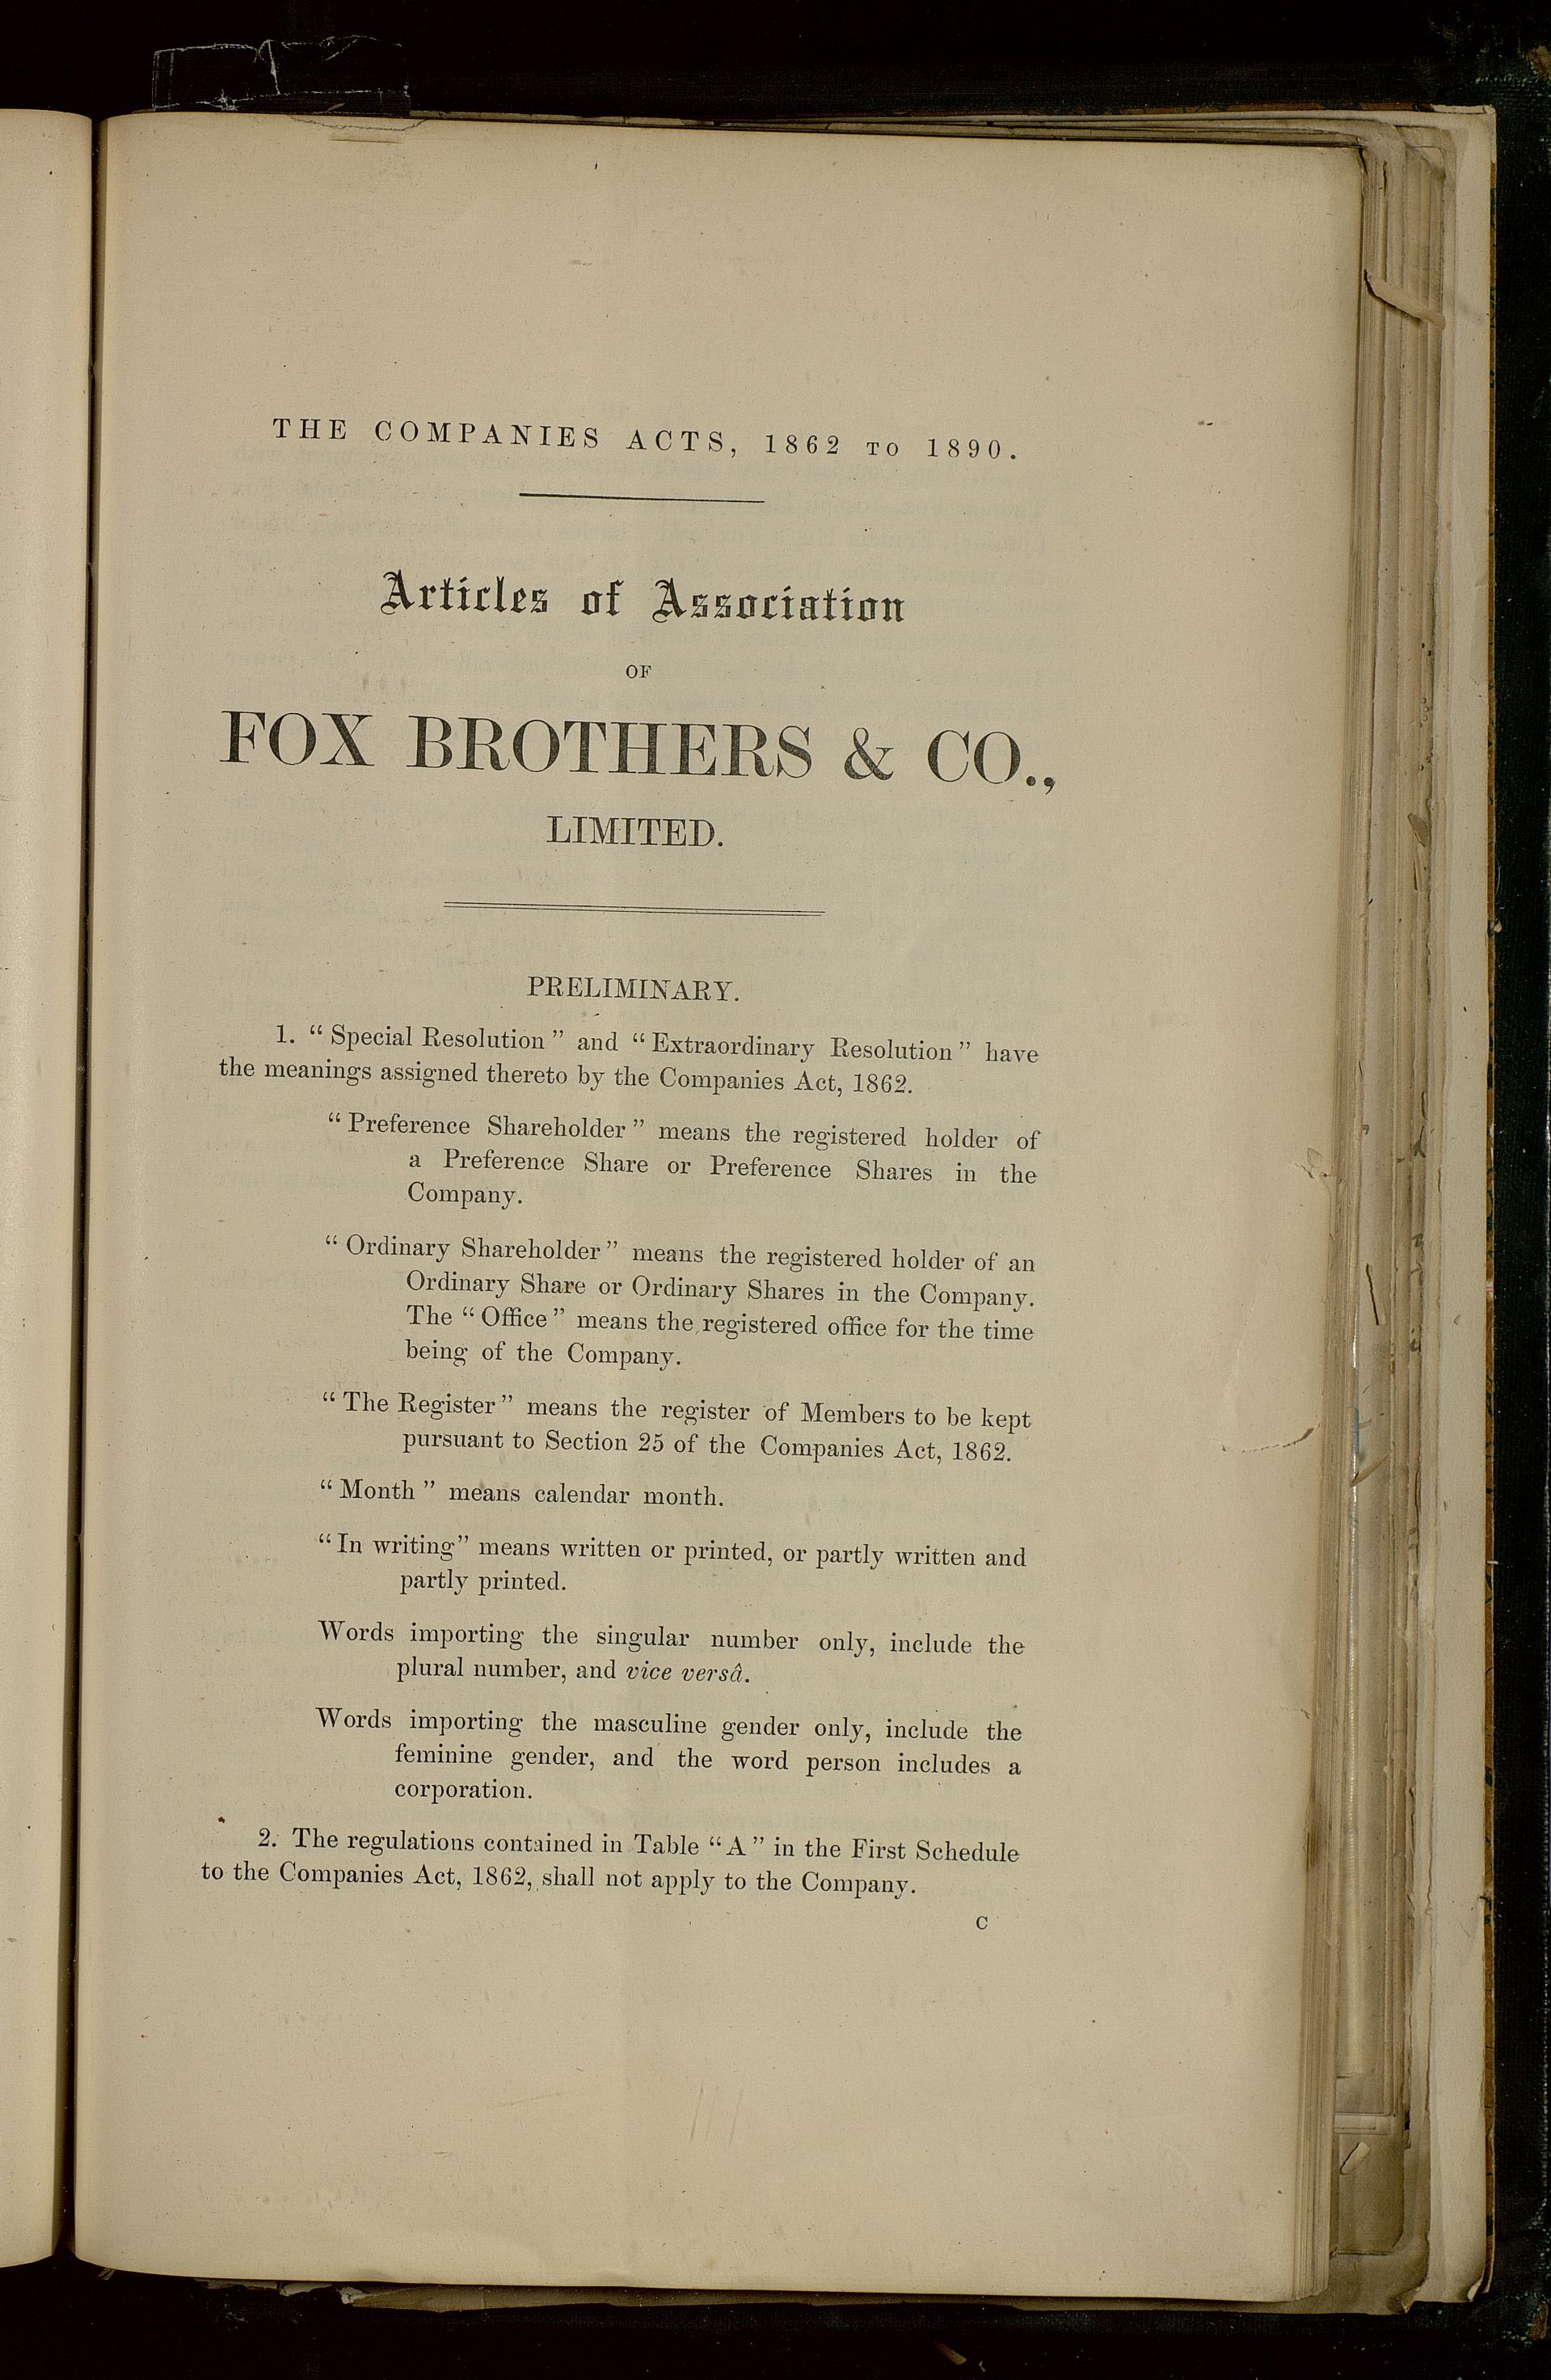 THE COMPANIES ACTS, 1862 TO 1890.
Articles of Association
OF
FOX BROTHERS & CO.,
LIMITED.
PRELIMINARY.
1. “Special Resolution” and “Extraordinary Resolution” have
the meanings assigned thereto by the Companies Act, 1862.
“Preference Shareholder” means the registered holder of
a Preference Share or Preference Shares in the
Company.
“Ordinary Shareholder” means the registered holder of an
Ordinary Share or Ordinary Shares in the Company.
The “Office” means the registered office for the time
being of the Company.
“The Register” means the register of Members to be kept
pursuant to Section 25 of the Companies Act, 1862.
“Month” means calendar month.
“In writing” means written or printed, or partly written and
partly printed.
Words importing the singular number only, include the
plural number, and vice versâ.
Words importing the masculine gender only, include the
feminine gender, and the word person includes a
corporation.
2. The regulations contained in Table “A” in the First Schedule
to the Companies Act, 1862, shall not apply to the Company.
C